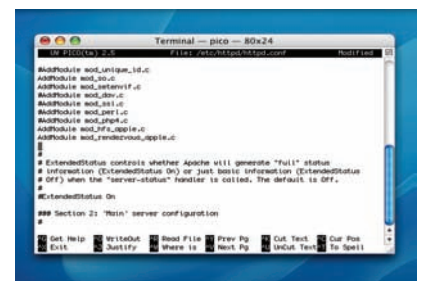 Terminal — pico — 80x24
UW PICO(tm) 2.5 File: /etc/httpd/httpd.conf Modified
#AddModule mod_unique_id.c
AddModule mod_so.c
AddModule mod_setenvif.c
#AddModule mod_dav.c
#AddModule mod_ssl.c
#AddModule mod_perl.c
#AddModule mod_php4.c
AddModule mod_hfs_apple.c
AddModule mod_rendezvous_apple.c
#
# ExtendedStatus controls whether Apache will generate "full" status
# information (ExtendedStatus On) or just basic information (ExtendedStatus
# Off) when the "server-status" handler is called. The default is Off.
#
#ExtendedStatus On
### Section 2: 'Main' server configuration
#
^G Get Help ^O WriteOut ^R Read File ^Y Prev Pg ^K Cut Text ^C Cur Pos
^X Exit ^J Justify ^W Where is ^V Next Pg ^U UnCut Text ^T To Spell